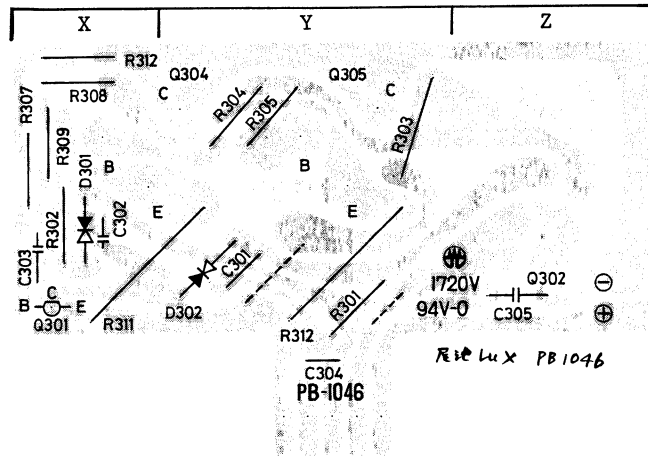 X Y Z
R312 Q304 Q305
R308 C C
R307
R304
R305
R303
R309
D301
B B
E E
R302
C302
C303
C301
1720V
Q302
C
B E
94V-0
C305
Q301 R311 D302 R312 R301
C304
PB-1046
LUX PB1046